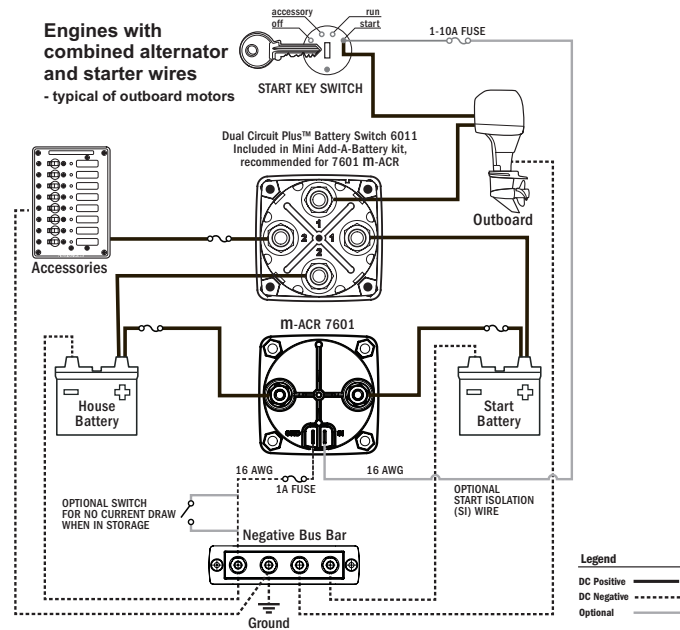 Engines with
combined alternator
and starter wires
- typical of outboard motors
accessory
off
run
start
START KEY SWITCH
1-10A FUSE
Dual Circuit Plus™ Battery Switch 6011
Included in Mini Add-A-Battery kit,
recommended for 7601 m-ACR
Outboard
Accessories
1
2
1
2
m-ACR 7601
House
Battery
Start
Battery
GND
SI
16 AWG
16 AWG
1A FUSE
OPTIONAL SWITCH
FOR NO CURRENT DRAW
WHEN IN STORAGE
OPTIONAL
START ISOLATION
(SI) WIRE
Negative Bus Bar
Ground
Legend
DC Positive
DC Negative
Optional